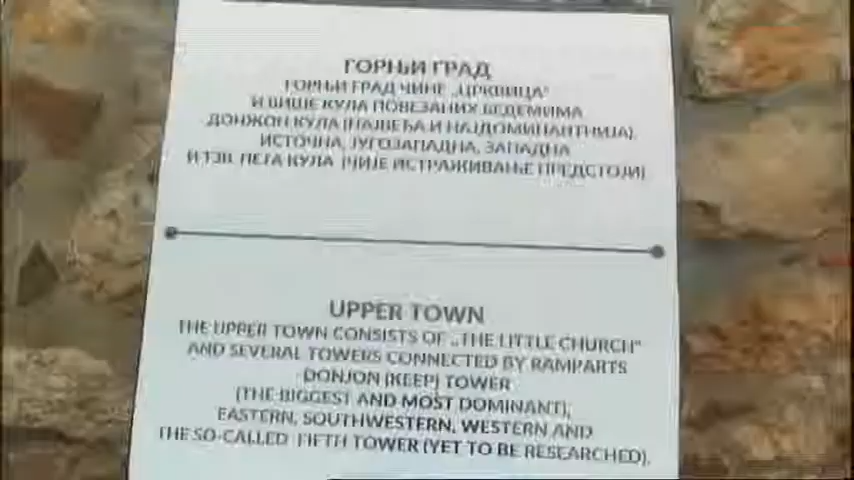 ГОРЊИ ГРАД
ГОРЊИ ГРАД ЧИНЕ „ЦРКВИЦА“
И ВИШЕ КУЛА ПОВЕЗАНИХ БЕДЕМИМА
ДОНЖОН КУЛА (НАЈВЕЋА И НАЈДОМИНАНТНИЈА),
ИСТОЧНА, ЈУГОЗАПАДНА, ЗАПАДНА
И ТЗВ. ПЕТА КУЛА (ЧИЈЕ ИСТРАЖИВАЊЕ ПРЕДСТОЈИ)
UPPER TOWN
THE UPPER TOWN CONSISTS OF „THE LITTLE CHURCH“
AND SEVERAL TOWERS CONNECTED BY RAMPARTS
DONJON (KEEP) TOWER
(THE BIGGEST AND MOST DOMINANT),
EASTERN, SOUTHWESTERN, WESTERN AND
THE SO-CALLED FIFTH TOWER (YET TO BE RESEARCHED).